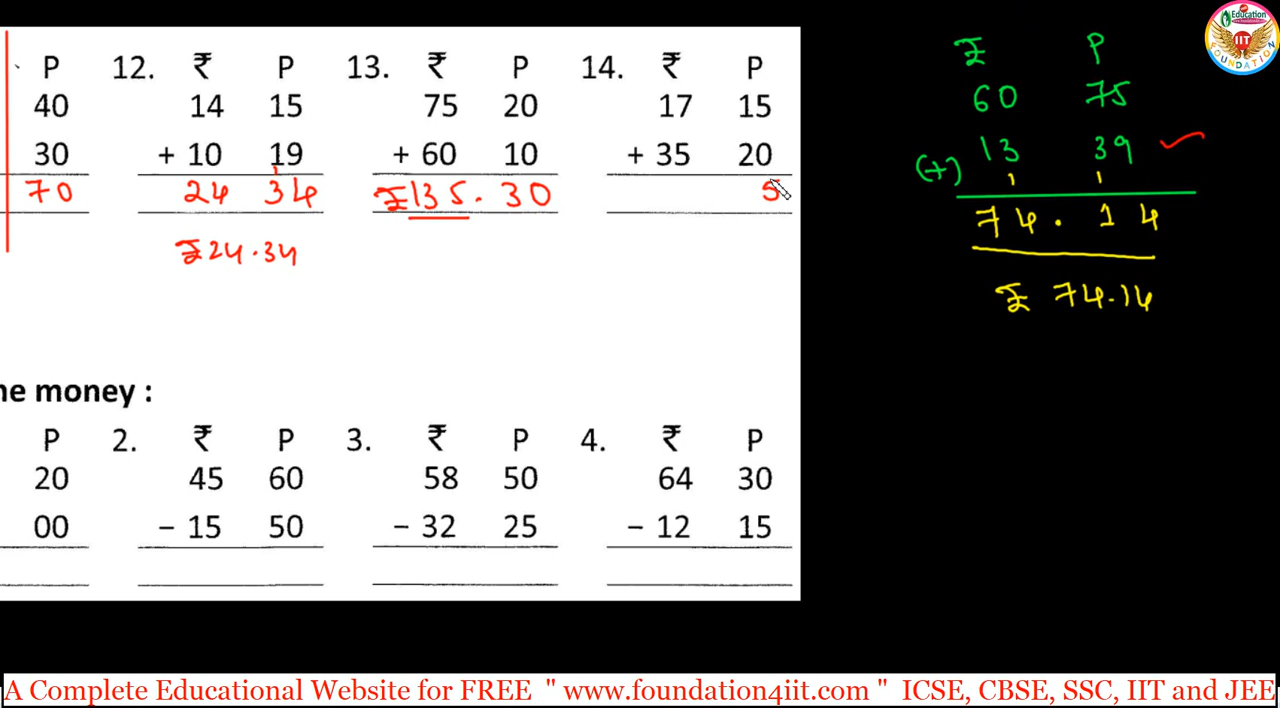 P 12. ₹ P 13. ₹ P 14. ₹ P
40 14 15 75 20 17 15
30 + 10 19 + 60 10 + 35 20
1
70 24 34 ₹135.30 5
₹24.34
₹ P
60 75
(+) 13 39
1 1
74.14
₹ 74.14
Education
IIT
FOUNDATION
he money :
P 2. ₹ P 3. ₹ P 4. ₹ P
20 45 60 58 50 64 30
00 - 15 50 - 32 25 - 12 15
A Complete Educational Website for FREE " www.foundation4iit.com " ICSE, CBSE, SSC, IIT and JEE